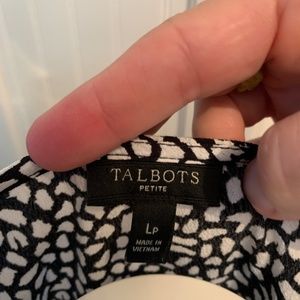 TALBOTS
PETITE
LP
MADE IN
VIETNAM